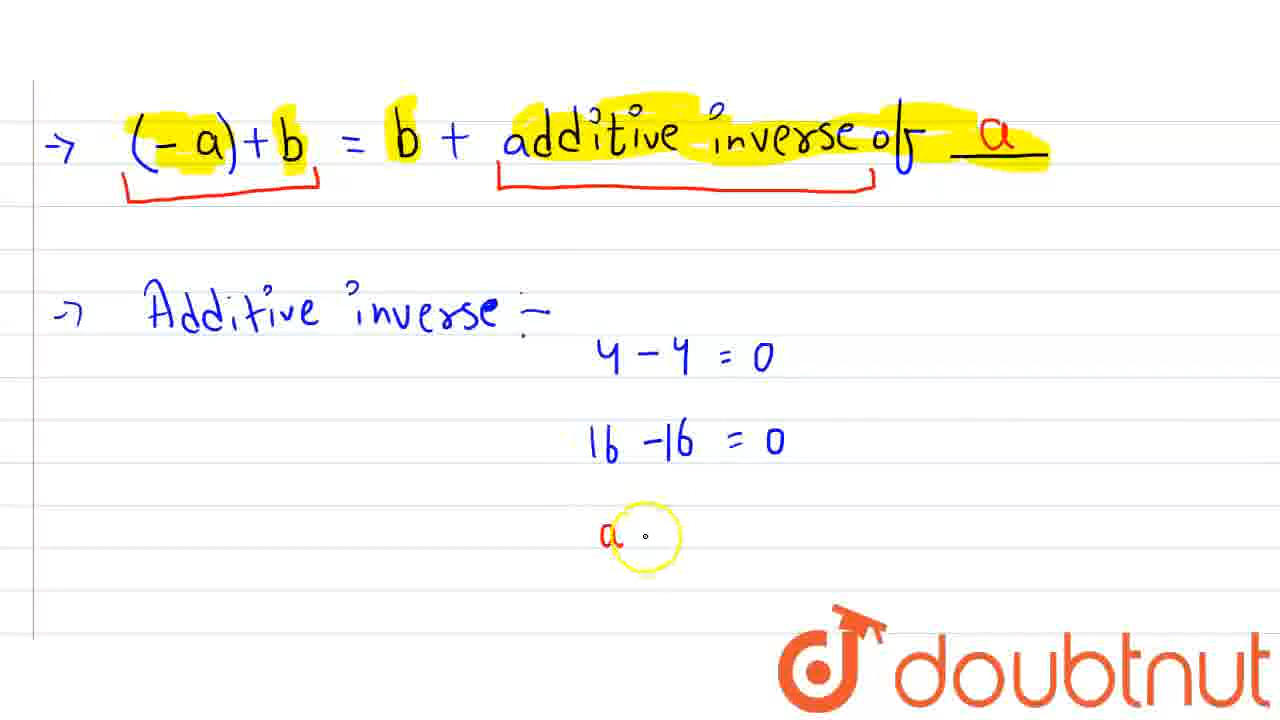 → (- a) + b = b + additive inverse of a
→ Additive inverse :-
4 - 4 = 0
16 - 16 = 0
a
doubtnut